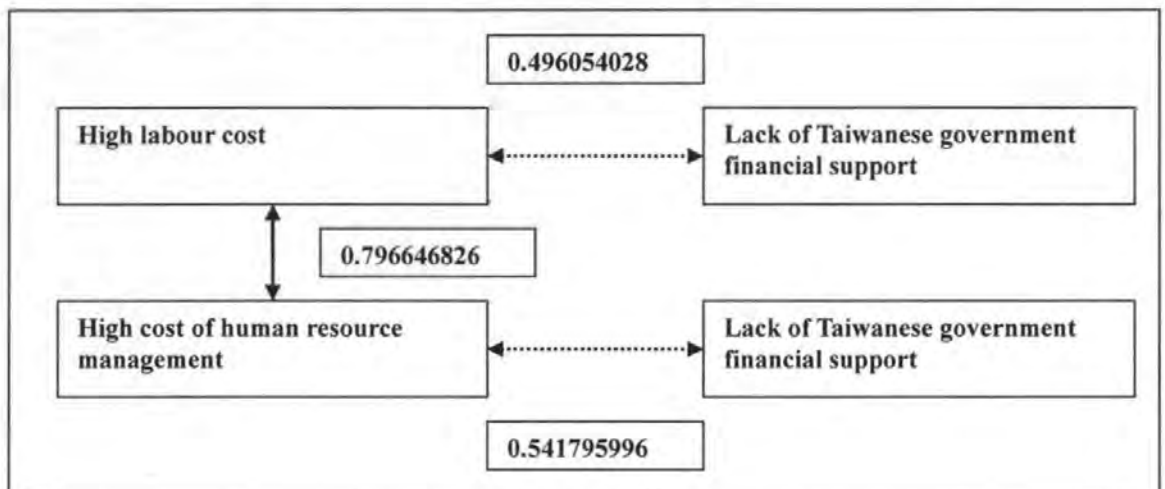 0.496054028
High labour cost
Lack of Taiwanese government
financial support
0.796646826
High cost of human resource
management
Lack of Taiwanese government
financial support
0.541795996